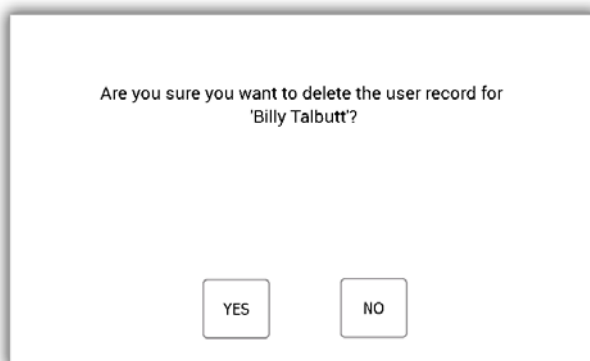 Are you sure you want to delete the user record for
'Billy Talbutt'?
YES NO